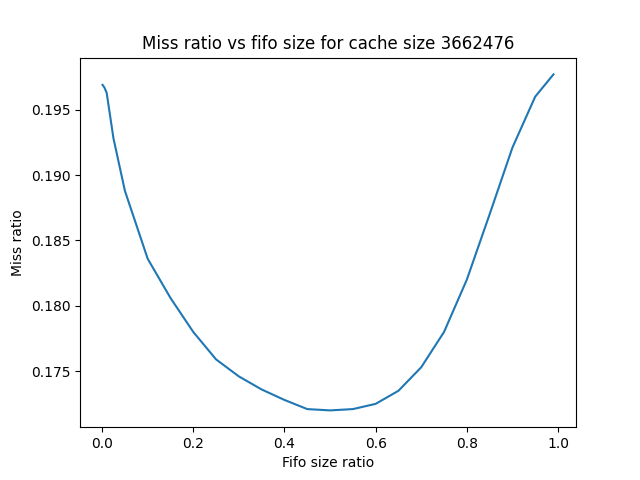 Miss ratio vs fifo size for cache size 3662476
0.195
0.190
0.185
0.180
0.175
Miss ratio
0.0 0.2 0.4 0.6 0.8 1.0
Fifo size ratio